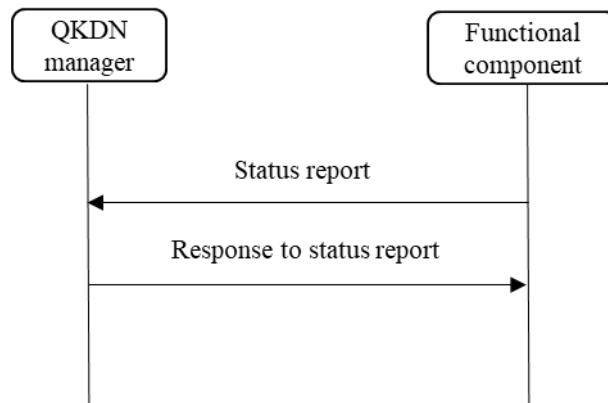 QKDN
manager
Functional
component
Status report
Response to status report